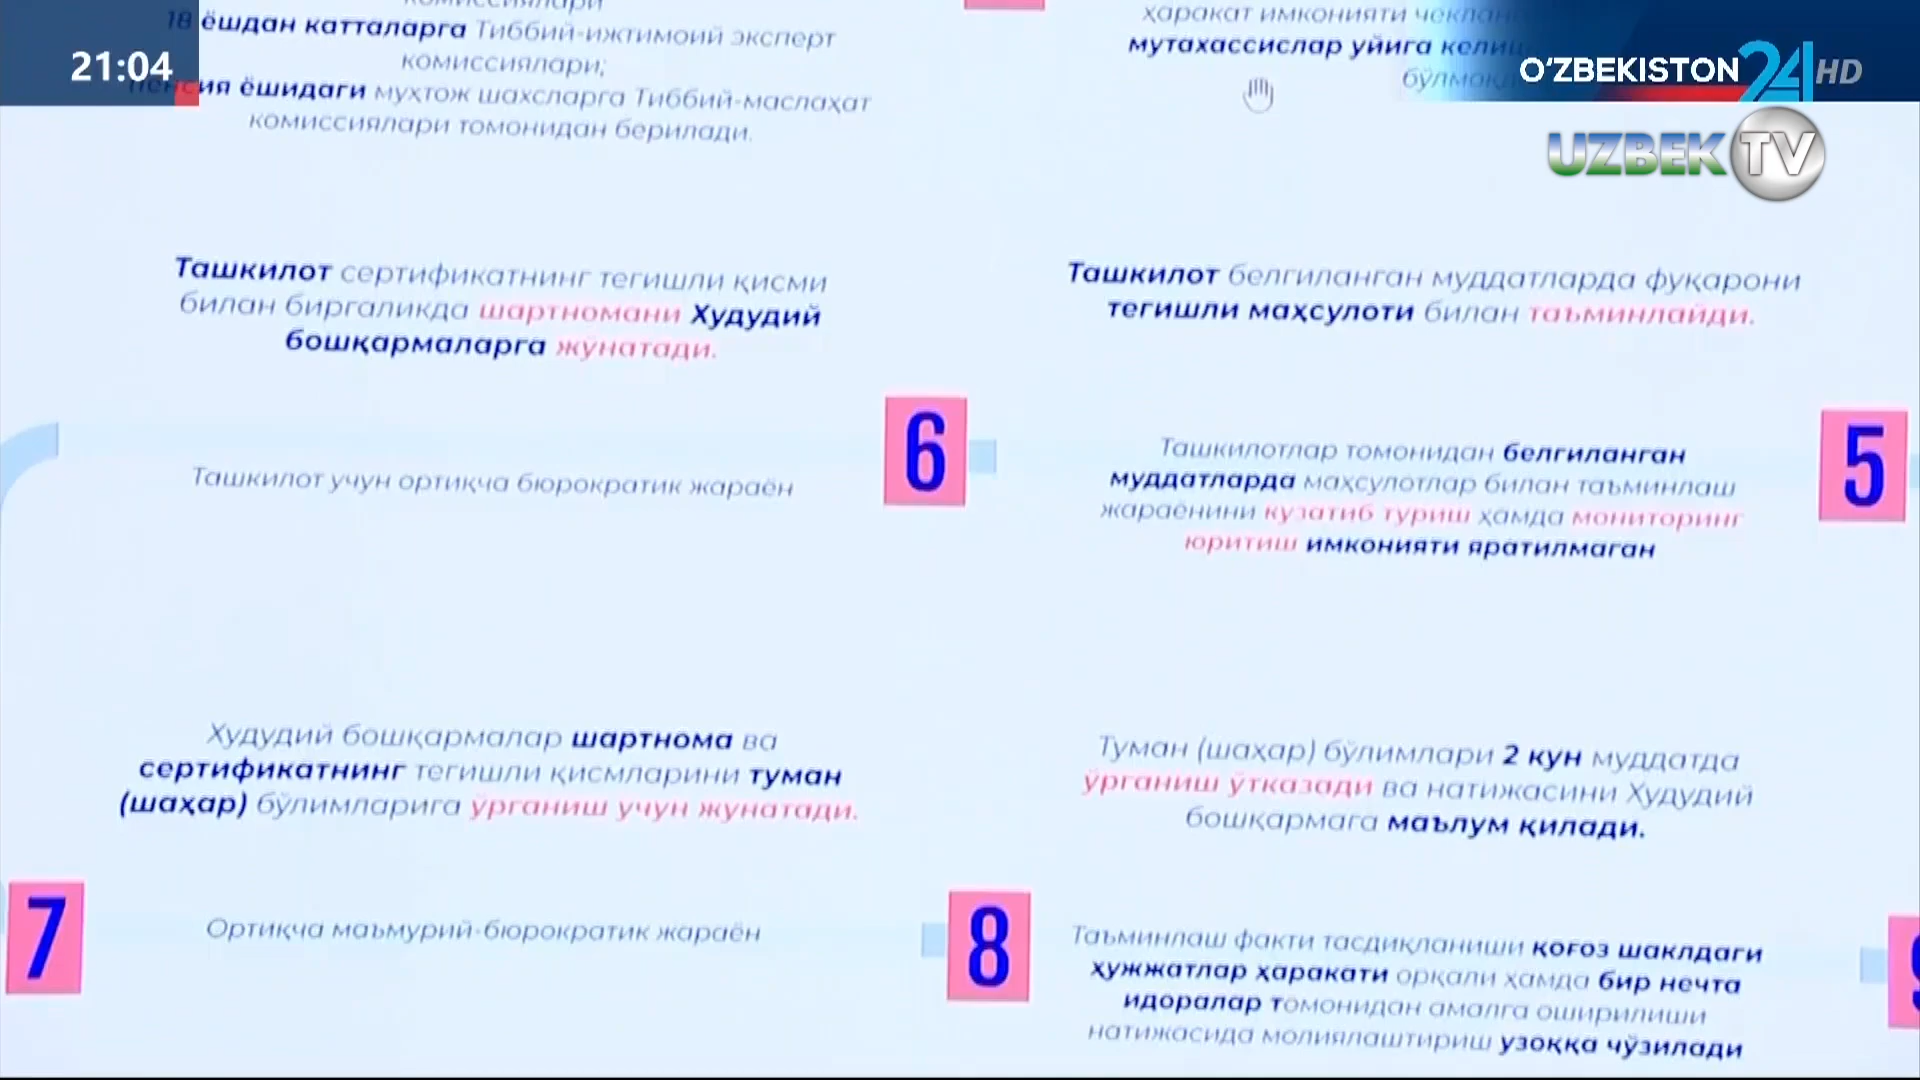 21:04
18 ёшдан катталарга Тиббий-ижтимоий эксперт
комиссиялари;
ёшидаги муҳтож шахсларга Тиббий-маслаҳат
комиссиялари томонидан берилади.
ҳаракат имконияти
мутахассислар уйига
O‘ZBEKISTON 24 HD
UZBEK TV
Ташкилот сертификатнинг тегишли қисми
билан биргаликда шартномани Худудий
бошқармаларга жунатади.
6
Ташкилот учун ортиқча бюрократик жараён
Ташкилот белгиланган муддатларда фуқарони
тегишли маҳсулоти билан таъминлайди.
5
Ташкилотлар томонидан белгиланган
муддатларда маҳсулотлар билан таъминлаш
жараёнини кузатиб туриш ҳамда мониторинг
юритиш имконияти яратилмаган
Худудий бошқармалар шартнома ва
сертификатнинг тегишли қисмларини туман
(шаҳар) бўлимларига ўрганиш учун жунатади.
7
Ортиқча маъмурий-бюрократик жараён
Туман (шаҳар) бўлимлари 2 кун муддатда
ўрганиш ўтказади ва натижасини Худудий
бошқармага маълум қилади.
8
Таъминлаш факти тасдиқланиши қоғоз шаклдаги
ҳужжатлар ҳаракати орқали ҳамда бир нечта
идоралар томонидан амалга оширилиши
натижасида молиялаштириш узоққа чўзилади